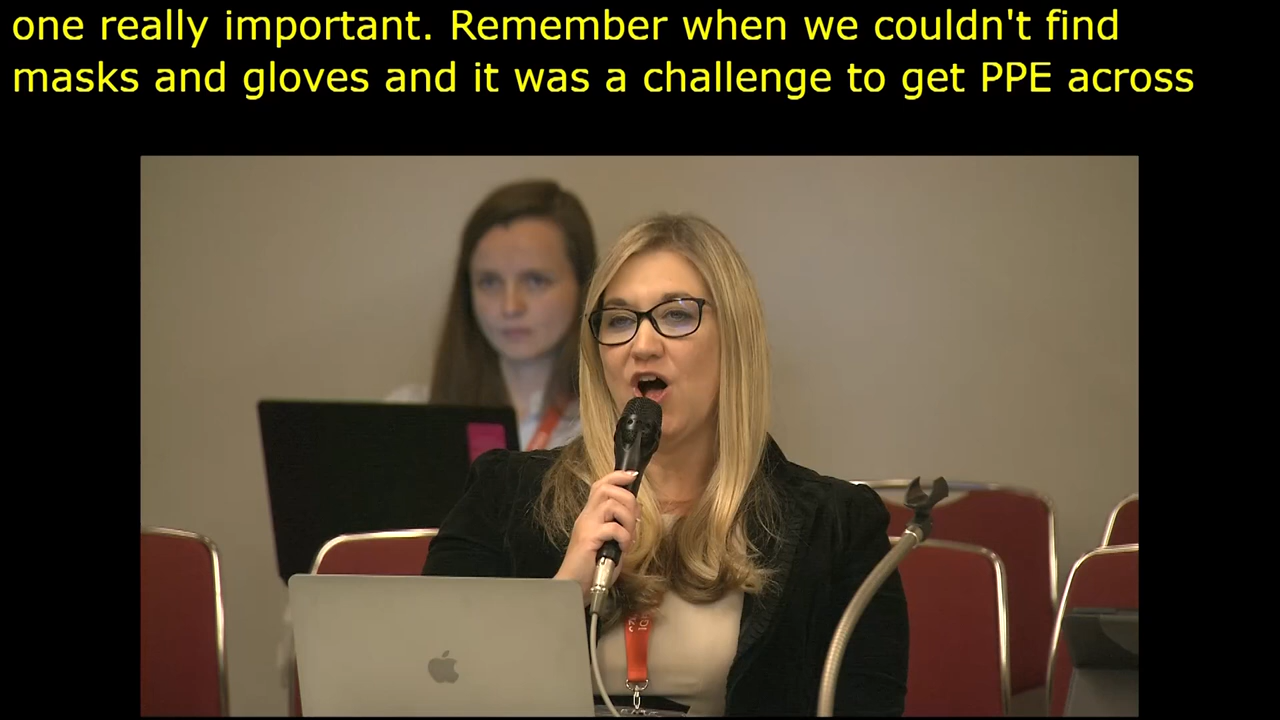 one really important. Remember when we couldn't find
masks and gloves and it was a challenge to get PPE across